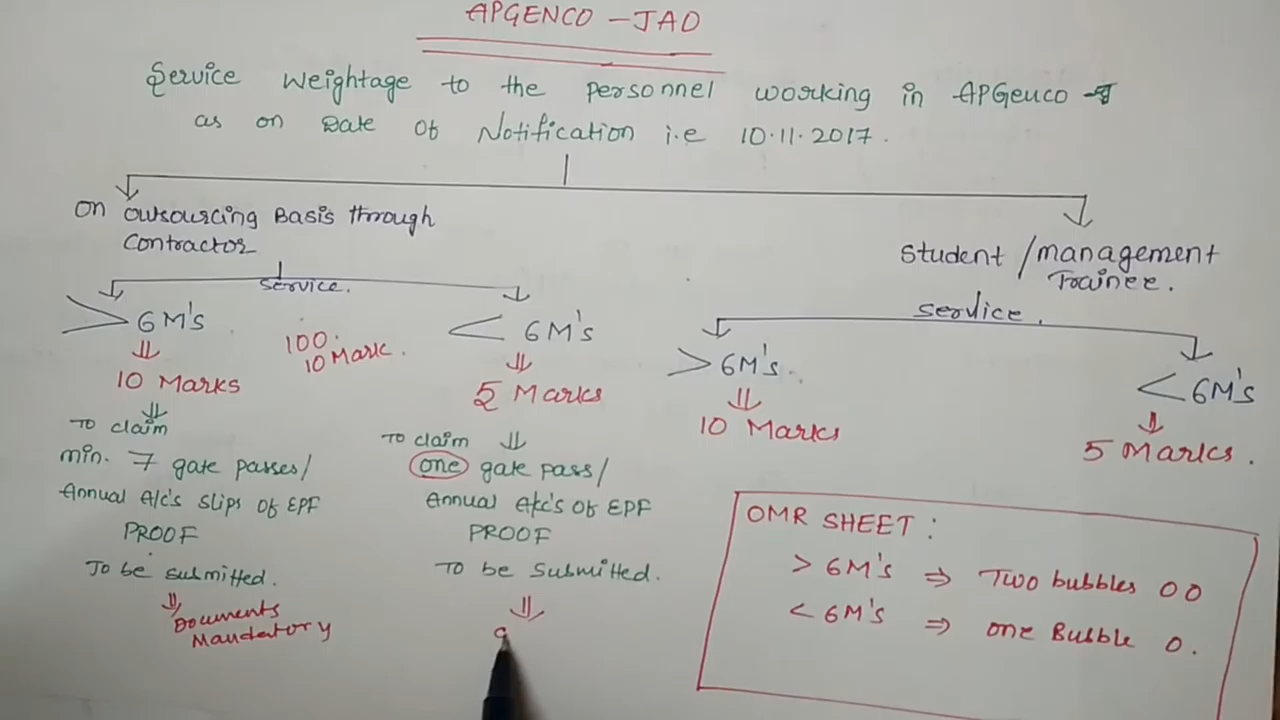 APGENCO - JAO
Service Weightage to the personnel working in APGenco
as on Date Of Notification i.e 10.11.2017.
On Outsourcing Basis through
Contractor
Service.
> 6M's
10 Marks
To claim
min. 7 gate passes/
Annual A/c's slips of EPF
PROOF
To be submitted.
Documents
Mandatory
100.
10 Mark.
< 6M's
5 Marks
To claim
one gate pass/
Annual A/c's Of EPF
PROOF
To be Submitted.
Student /management
Trainee.
Service.
> 6M's.
10 Marks
< 6M's
5 Marks.
OMR SHEET :
> 6M's ⇒ Two bubbles 0 0
< 6M's ⇒ one Bubble 0.